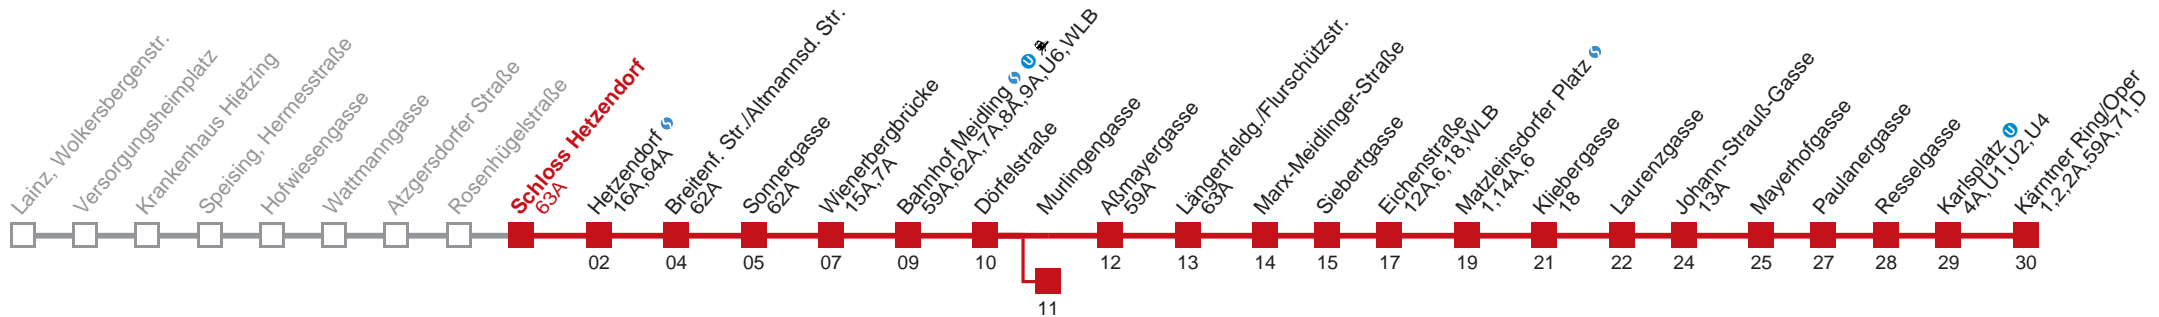 Lainz, Wolkersbergenstr.
Versorgungsheimplatz
Krankenhaus Hietzing
Speising, Hermesstraße
Hofwiesengasse
Wattmanngasse
Atzgersdorfer Straße
Rosenhügelstraße
Schloss Hetzendorf
63A
Hetzendorf S
16A,64A
02
Breitenf. Str./Altmannsd. Str.
62A
04
Sonnergasse
62A
05
Wienerbergbrücke
15A,7A
07
Bahnhof Meidling S U
59A,62A,7A,8A,9A,U6,WLB
09
Dörfelstraße
10
Murlingengasse
11
Aßmayergasse
59A
12
Längenfeldg./Flurschützstr.
63A
13
Marx-Meidlinger-Straße
14
Siebertgasse
15
Eichenstraße
12A,6,18,WLB
17
Matzleinsdorfer Platz S
1,14A,6
19
Kliebergasse
18
21
Laurenzgasse
22
Johann-Strauß-Gasse
13A
24
Mayerhofgasse
25
Paulanergasse
27
Resselgasse
28
Karlsplatz U
4A,U1,U2,U4
29
Kärntner Ring/Oper
1,2,2A,59A,71,D
30